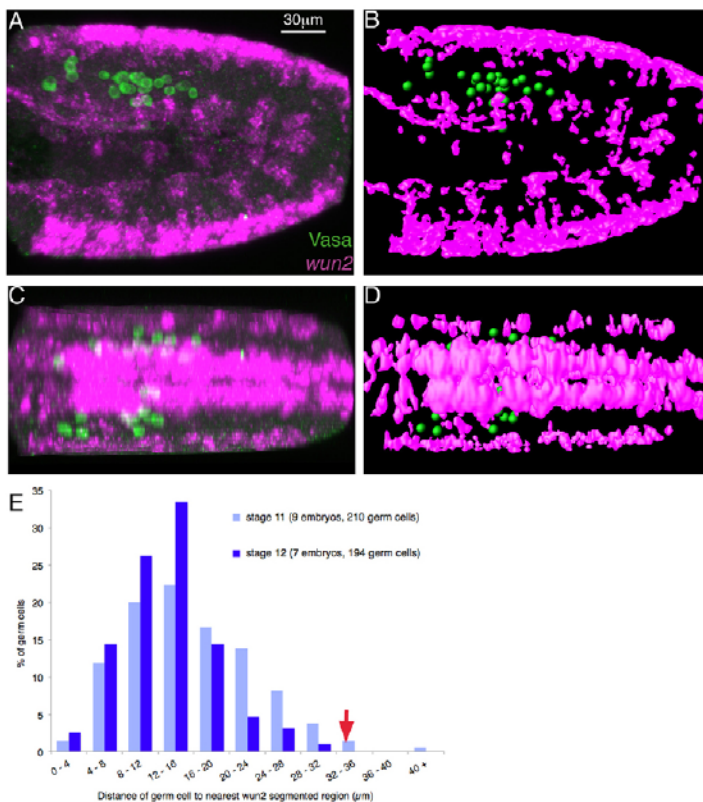 A
30µm
B
Vasa
wun2
C
D
E
35
30
25
20
15
10
5
0
% of germ cells
stage 11 (9 embryos, 210 germ cells)
stage 12 (7 embryos, 194 germ cells)
0 - 4
4 - 8
8 - 12
12 - 16
16 - 20
20 - 24
24 - 28
28 - 32
32 - 36
36 - 40
40 +
Distance of germ cell to nearest wun2 segmented region (µm)